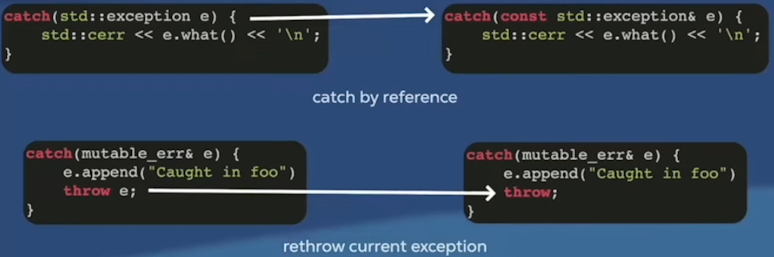 catch(std::exception e) {
    std::cerr << e.what() << '\n';
}
catch(const std::exception& e) {
    std::cerr << e.what() << '\n';
}
catch by reference
catch(mutable_err& e) {
    e.append("Caught in foo")
    throw e;
}
catch(mutable_err& e) {
    e.append("Caught in foo")
    throw;
}
rethrow current exception